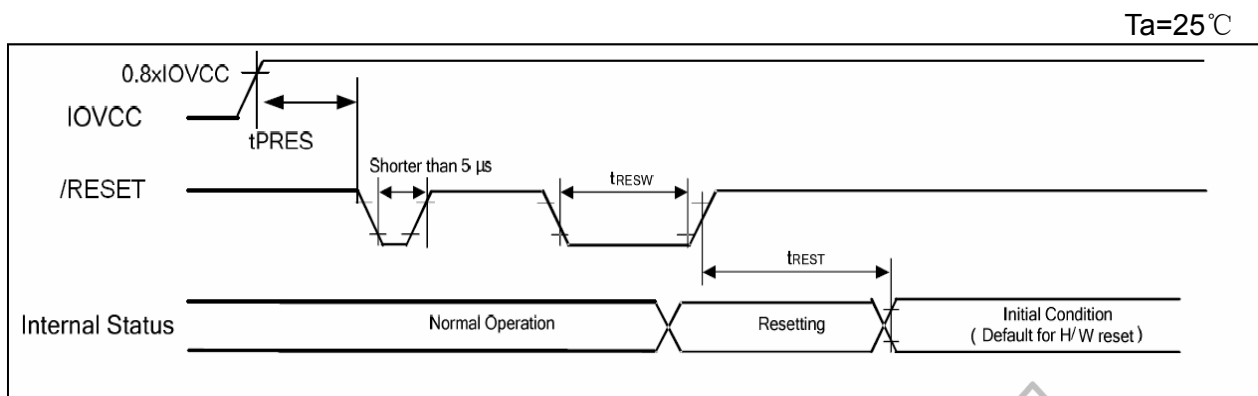 Ta=25℃
0.8xIOVCC
IOVCC
tPRES
Shorter than 5 µs
/RESET
tRESW
tREST
Internal Status
Normal Operation
Resetting
Initial Condition
( Default for H/ W reset )